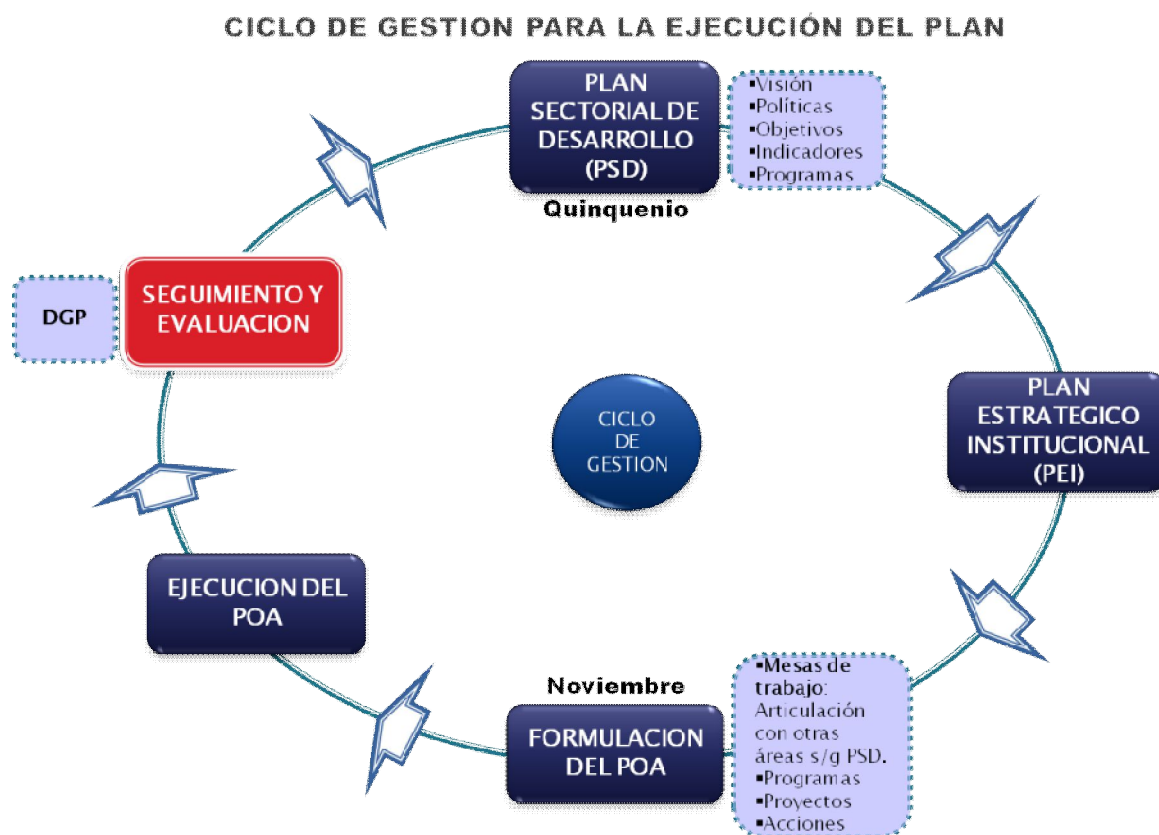 CICLO DE GESTION PARA LA EJECUCIÓN DEL PLAN
PLAN
SECTORIAL DE
DESARROLLO
(PSD)
▪Visión
▪Políticas
▪Objetivos
▪Indicadores
▪Programas
Quinquenio
DGP
SEGUIMIENTO Y
EVALUACION
PLAN
ESTRATEGICO
INSTITUCIONAL
(PEI)
CICLO
DE
GESTION
EJECUCION DEL
POA
Noviembre
FORMULACION
DEL POA
▪Mesas de
trabajo:
Articulación
con otras
áreas s/g PSD.
▪Programas
▪Proyectos
▪Acciones